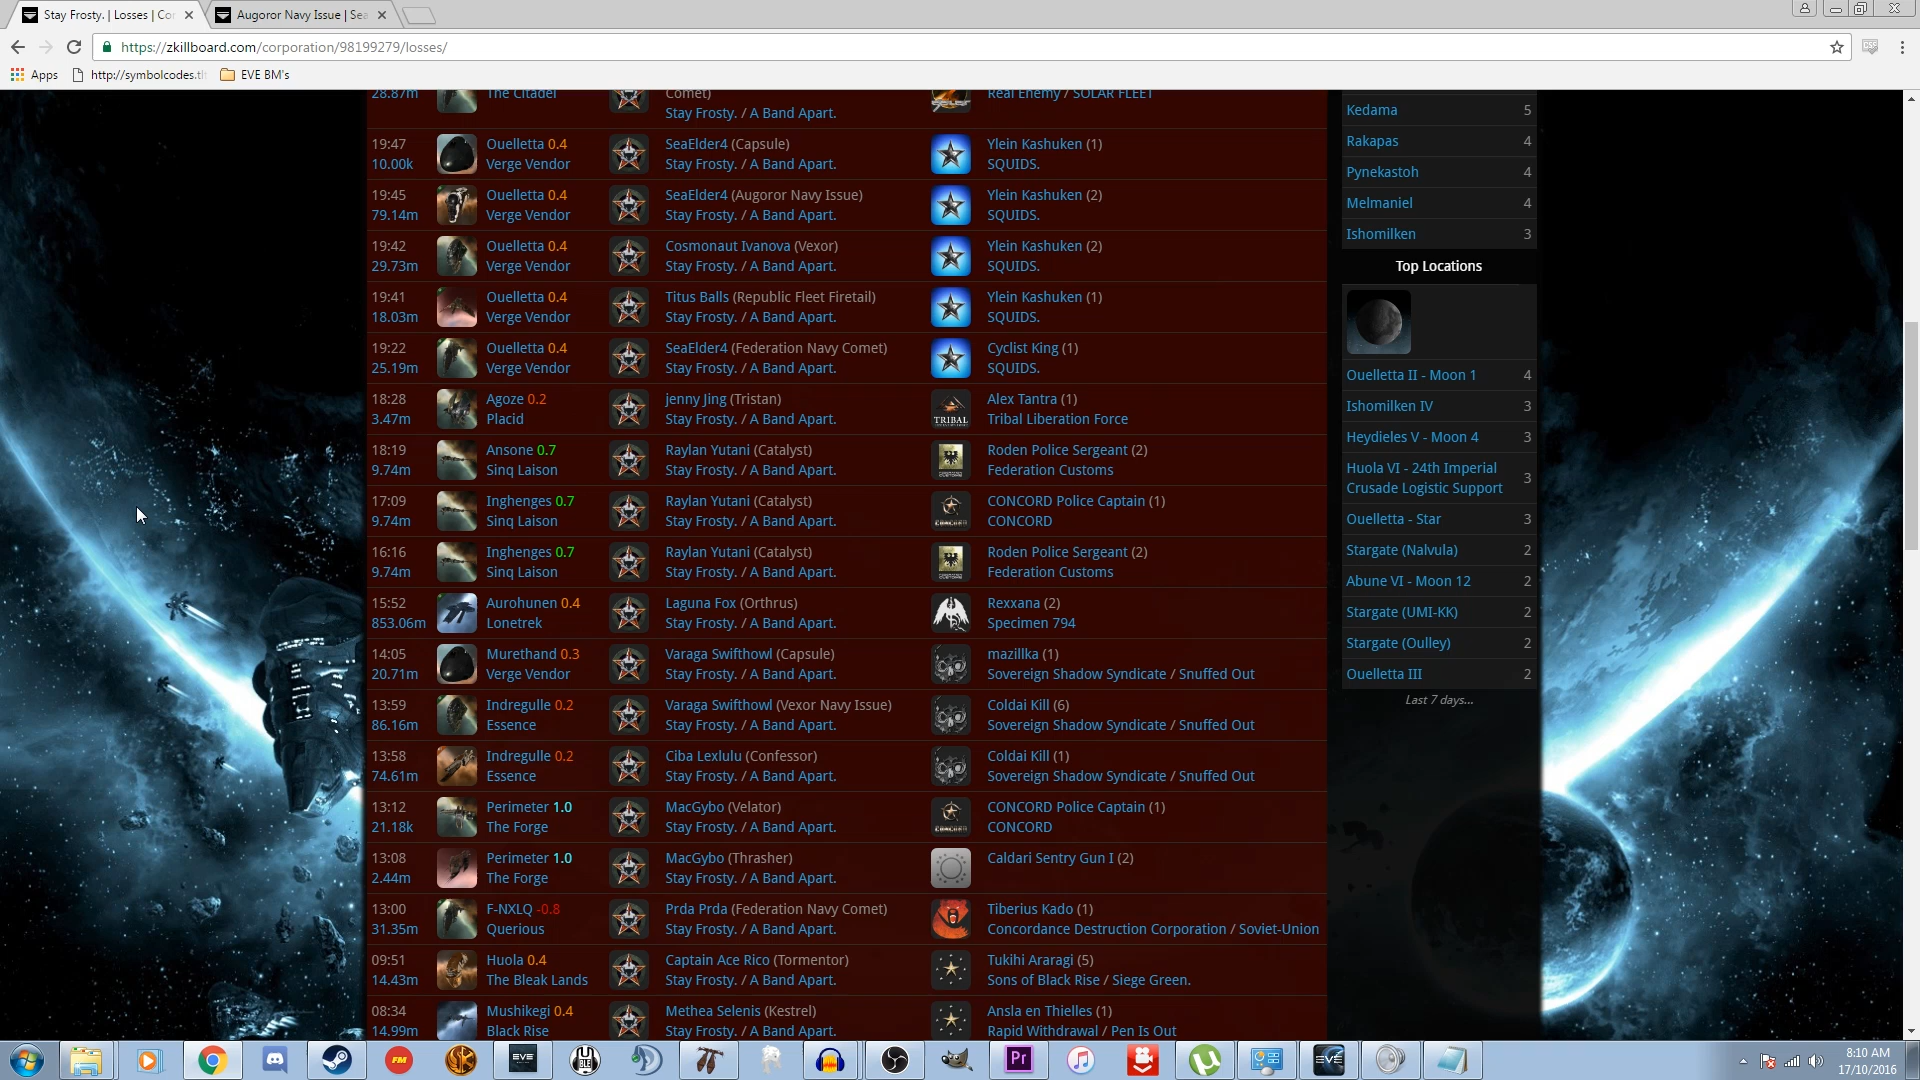 Stay Frosty. | Losses | Cor
Augoror Navy Issue | Sea
https://zkillboard.com/corporation/98199279/losses/
Apps
http://symbolcodes.tl
EVE BM's
28.87m The Citadel Comet) Real Enemy / SOLAR FLEET
Stay Frosty. / A Band Apart.
19:47 Ouelletta 0.4 SeaElder4 (Capsule) Ylein Kashuken (1)
10.00k Verge Vendor Stay Frosty. / A Band Apart. SQUIDS.
19:45 Ouelletta 0.4 SeaElder4 (Augoror Navy Issue) Ylein Kashuken (2)
79.14m Verge Vendor Stay Frosty. / A Band Apart. SQUIDS.
19:42 Ouelletta 0.4 Cosmonaut Ivanova (Vexor) Ylein Kashuken (2)
29.73m Verge Vendor Stay Frosty. / A Band Apart. SQUIDS.
19:41 Ouelletta 0.4 Titus Balls (Republic Fleet Firetail) Ylein Kashuken (1)
18.03m Verge Vendor Stay Frosty. / A Band Apart. SQUIDS.
19:22 Ouelletta 0.4 SeaElder4 (Federation Navy Comet) Cyclist King (1)
25.19m Verge Vendor Stay Frosty. / A Band Apart. SQUIDS.
18:28 Agoze 0.2 jenny Jing (Tristan) Alex Tantra (1)
3.47m Placid Stay Frosty. / A Band Apart. TRIBAL Tribal Liberation Force
18:19 Ansone 0.7 Raylan Yutani (Catalyst) Roden Police Sergeant (2)
9.74m Sinq Laison Stay Frosty. / A Band Apart. Federation Customs
17:09 Inghenges 0.7 Raylan Yutani (Catalyst) CONCORD Police Captain (1)
9.74m Sinq Laison Stay Frosty. / A Band Apart. CONCORD CONCORD
16:16 Inghenges 0.7 Raylan Yutani (Catalyst) Roden Police Sergeant (2)
9.74m Sinq Laison Stay Frosty. / A Band Apart. Federation Customs
15:52 Aurohunen 0.4 Laguna Fox (Orthrus) Rexxana (2)
853.06m Lonetrek Stay Frosty. / A Band Apart. Specimen 794
14:05 Murethand 0.3 Varaga Swifthowl (Capsule) mazillka (1)
20.71m Verge Vendor Stay Frosty. / A Band Apart. Sovereign Shadow Syndicate / Snuffed Out
13:59 Indregulle 0.2 Varaga Swifthowl (Vexor Navy Issue) Coldai Kill (6)
86.16m Essence Stay Frosty. / A Band Apart. Sovereign Shadow Syndicate / Snuffed Out
13:58 Indregulle 0.2 Ciba Lexlulu (Confessor) Coldai Kill (1)
74.61m Essence Stay Frosty. / A Band Apart. Sovereign Shadow Syndicate / Snuffed Out
13:12 Perimeter 1.0 MacGybo (Velator) CONCORD Police Captain (1)
21.18k The Forge Stay Frosty. / A Band Apart. CONCORD CONCORD
13:08 Perimeter 1.0 MacGybo (Thrasher) Caldari Sentry Gun I (2)
2.44m The Forge Stay Frosty. / A Band Apart.
13:00 F-NXLQ -0.8 Prda Prda (Federation Navy Comet) Tiberius Kado (1)
31.35m Querious Stay Frosty. / A Band Apart. Concordance Destruction Corporation / Soviet-Union
09:51 Huola 0.4 Captain Ace Rico (Tormentor) Tukihi Araragi (5)
14.43m The Bleak Lands Stay Frosty. / A Band Apart. Sons of Black Rise / Siege Green.
08:34 Mushikegi 0.4 Methea Selenis (Kestrel) Ansla en Thielles (1)
14.99m Black Rise Stay Frosty. / A Band Apart. Rapid Withdrawal / Pen Is Out
Kedama 5
Rakapas 4
Pynekastoh 4
Melmaniel 4
Ishomilken 3
Top Locations
Ouelletta II - Moon 1 4
Ishomilken IV 3
Heydieles V - Moon 4 3
Huola VI - 24th Imperial
Crusade Logistic Support 3
Ouelletta - Star 3
Stargate (Nalvula) 2
Abune VI - Moon 12 2
Stargate (UMI-KK) 2
Stargate (Oulley) 2
Ouelletta III 2
Last 7 days...
FM
EVE
Pr
EVE
8:10 AM
17/10/2016